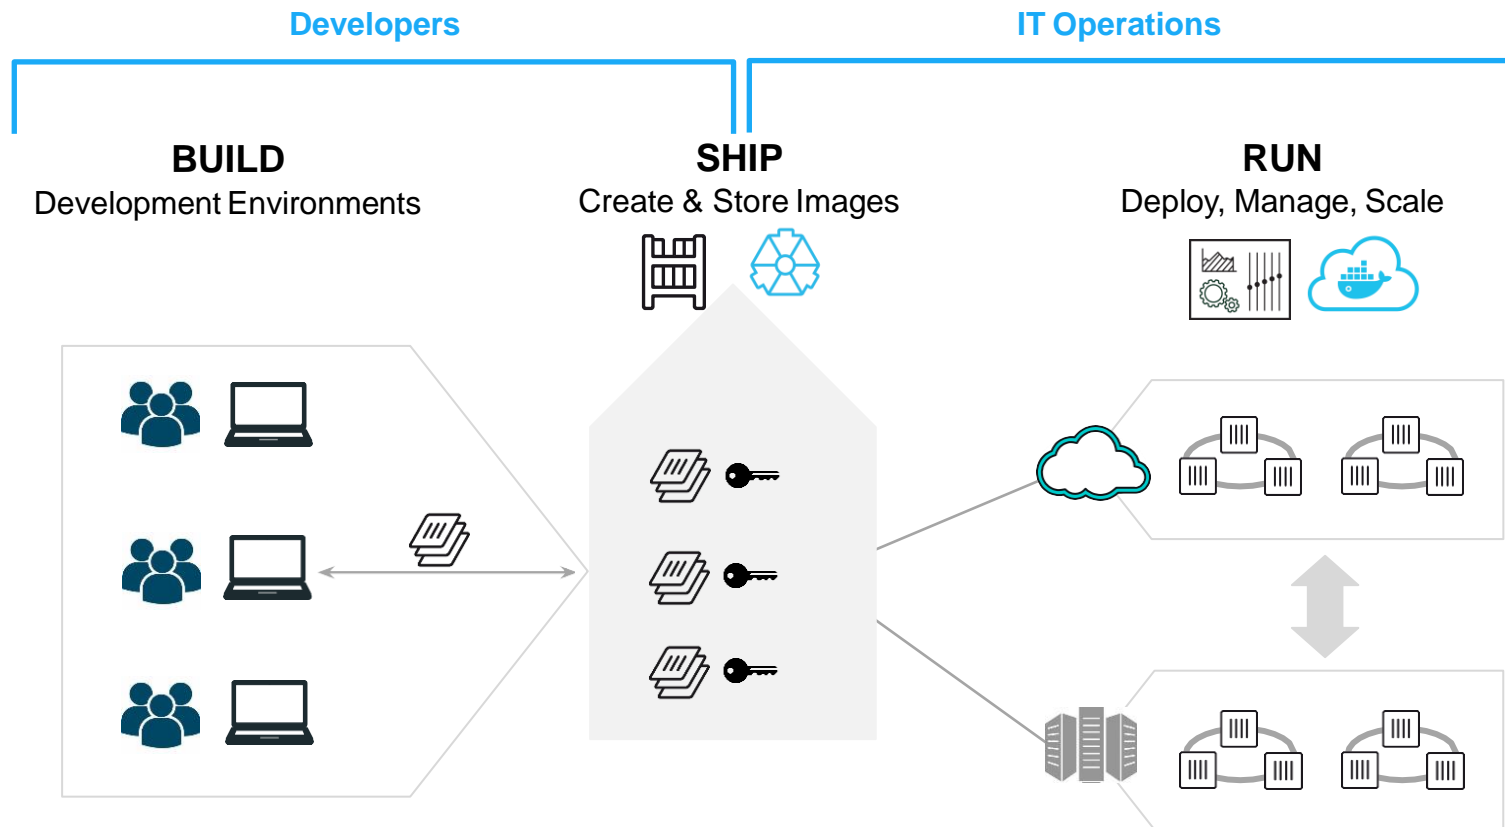 Developers
IT Operations
BUILD
Development Environments
SHIP
Create & Store Images
RUN
Deploy, Manage, Scale